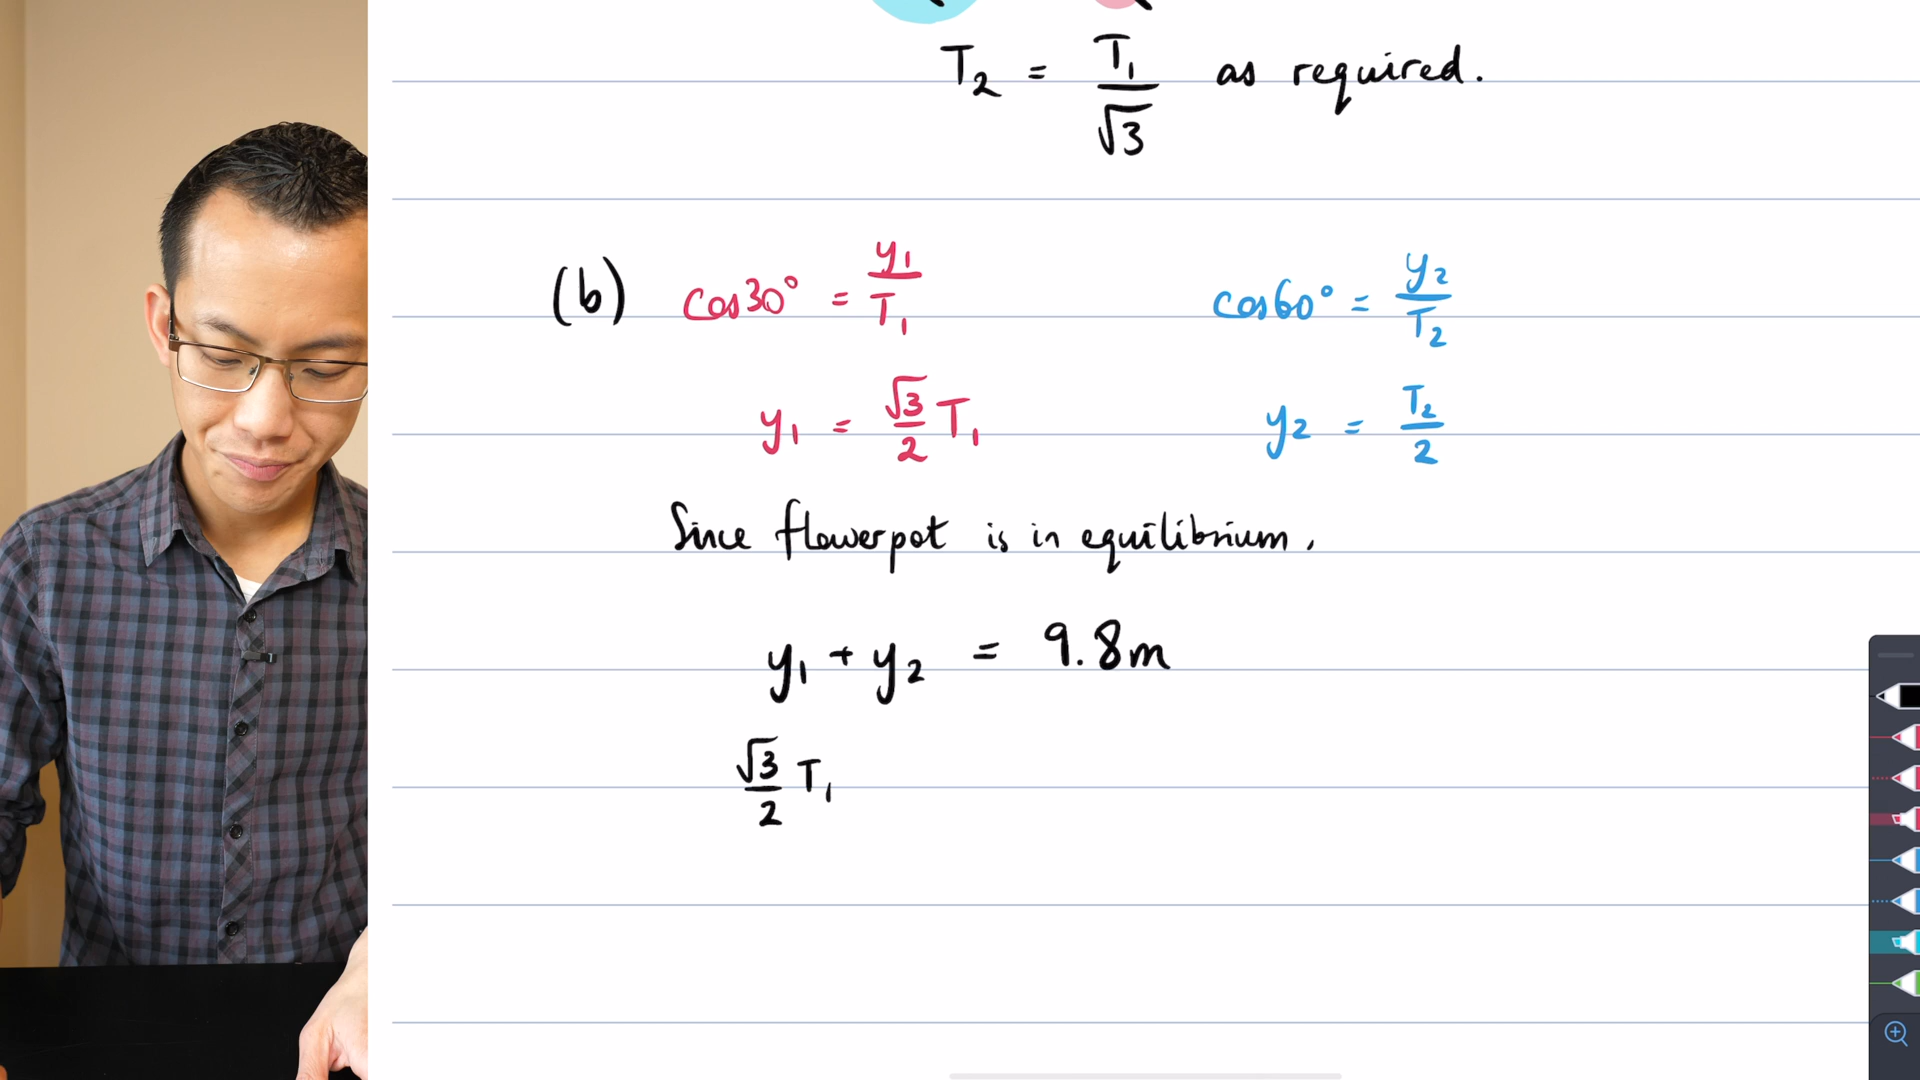 T₂ = T₁/√3 as required.
(b) cos30° = y₁/T₁ cos60° = y₂/T₂
y₁ = √3/2 T₁ y₂ = T₂/2
Since flowerpot is in equilibrium,
y₁ + y₂ = 9.8m
√3/2 T₁